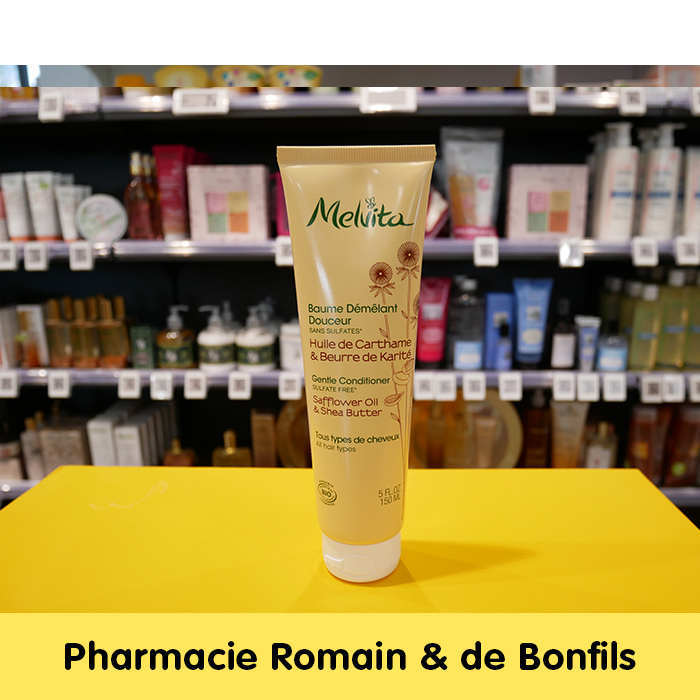 Melvita
Baume Démêlant
Douceur
SANS SULFATES*
Huile de Carthame
& Beurre de Karité
Gentle Conditioner
SULFATE FREE*
Safflower Oil
& Shea Butter
Tous types de cheveux
All hair types
BIO
5 FL.OZ
150 ML
Pharmacie Romain & de Bonfils